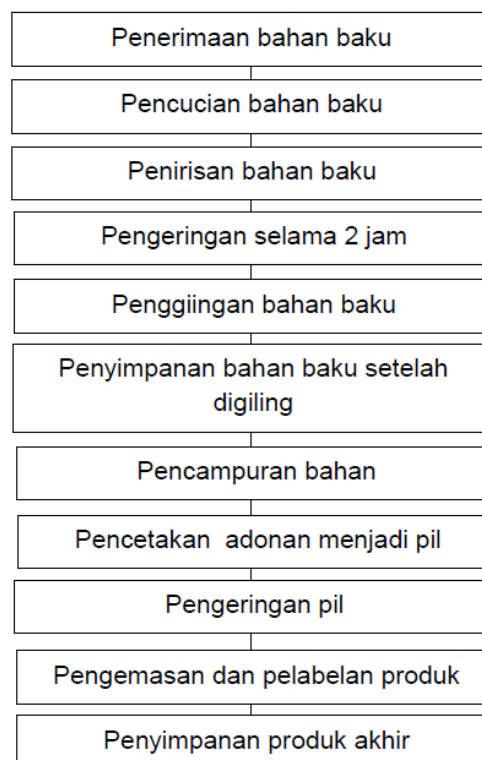 Penerimaan bahan baku
Pencucian bahan baku
Penirisan bahan baku
Pengeringan selama 2 jam
Penggiingan bahan baku
Penyimpanan bahan baku setelah
digiling
Pencampuran bahan
Pencetakan adonan menjadi pil
Pengeringan pil
Pengemasan dan pelabelan produk
Penyimpanan produk akhir